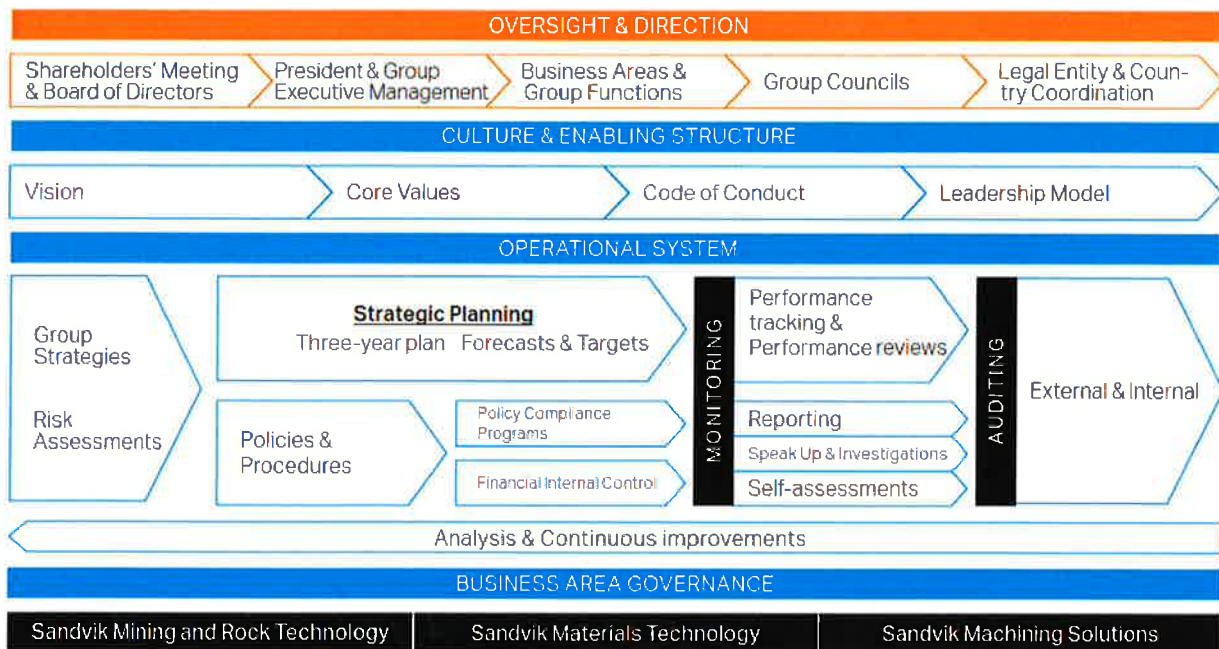 OVERSIGHT & DIRECTION
Shareholders' Meeting
& Board of Directors
President & Group
Executive Management
Business Areas &
Group Functions
Group Councils
Legal Entity & Coun-
try Coordination
CULTURE & ENABLING STRUCTURE
Vision
Core Values
Code of Conduct
Leadership Model
OPERATIONAL SYSTEM
Group
Strategies
Risk
Assessments
Strategic Planning
Three-year plan Forecasts & Targets
Policies &
Procedures
Policy Compliance
Programs
Financial Internal Control
MONITORING
Performance
tracking &
Performance reviews
Reporting
Speak Up & Investigations
Self-assessments
AUDITING
External & Internal
Analysis & Continuous improvements
BUSINESS AREA GOVERNANCE
Sandvik Mining and Rock Technology
Sandvik Materials Technology
Sandvik Machining Solutions